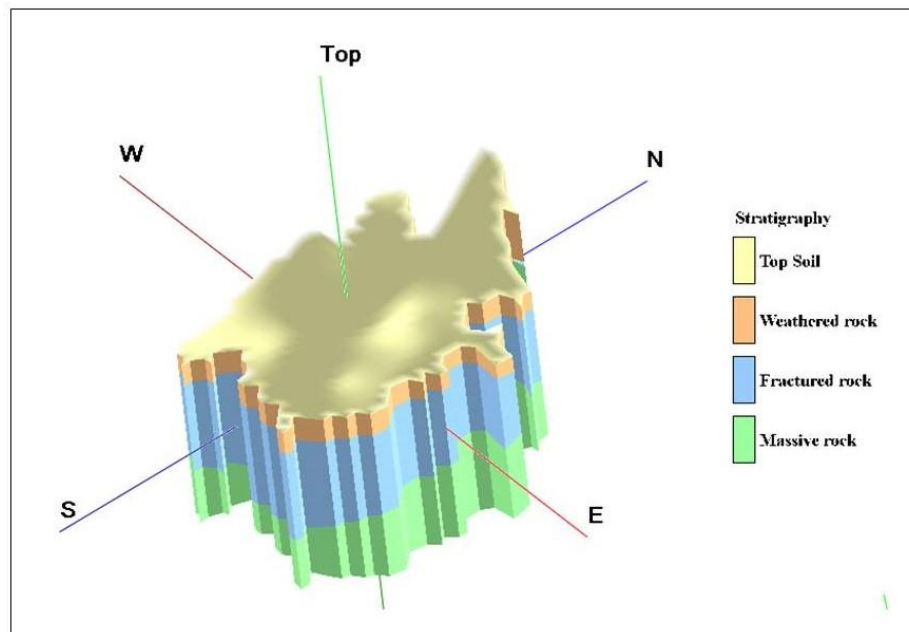 Top
W
N
Stratigraphy
Top Soil
Weathered rock
Fractured rock
Massive rock
S
E